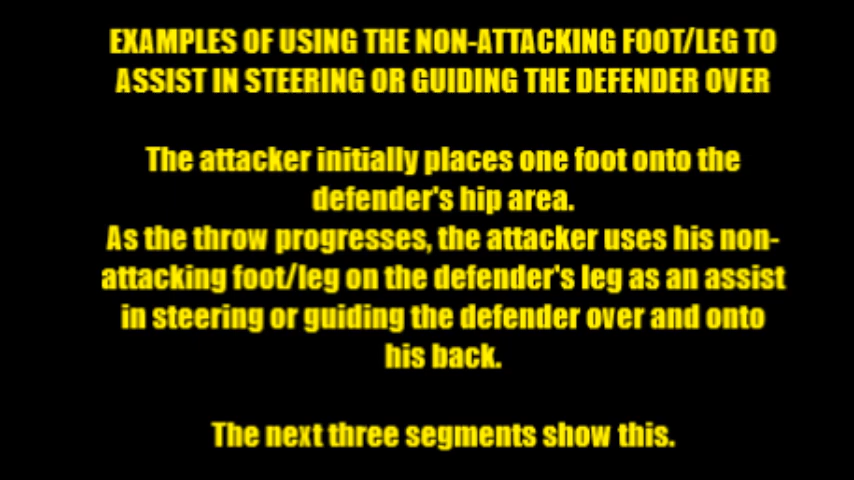 EXAMPLES OF USING THE NON-ATTACKING FOOT/LEG TO
ASSIST IN STEERING OR GUIDING THE DEFENDER OVER
The attacker initially places one foot onto the
defender's hip area.
As the throw progresses, the attacker uses his non-
attacking foot/leg on the defender's leg as an assist
in steering or guiding the defender over and onto
his back.
The next three segments show this.